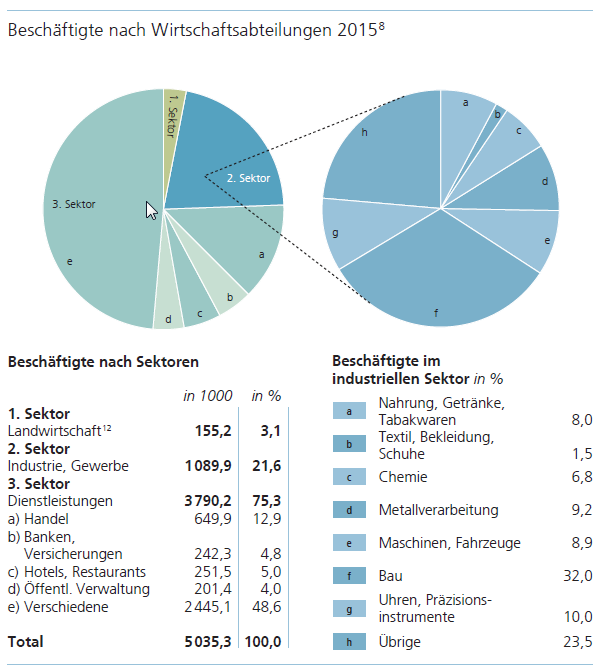 Beschäftigte nach Wirtschaftsabteilungen 2015⁸
1. Sektor
2. Sektor
3. Sektor
a
b
c
d
e
a
b
c
d
e
f
g
h
Beschäftigte nach Sektoren
in 1000 in %
1. Sektor
Landwirtschaft¹² 155,2 3,1
2. Sektor
Industrie, Gewerbe 1089,9 21,6
3. Sektor
Dienstleistungen 3790,2 75,3
a) Handel 649,9 12,9
b) Banken,
Versicherungen 242,3 4,8
c) Hotels, Restaurants 251,5 5,0
d) Öffentl. Verwaltung 201,4 4,0
e) Verschiedene 2445,1 48,6
Total 5035,3 100,0
Beschäftigte im
industriellen Sektor in %
a Nahrung, Getränke,
Tabakwaren 8,0
b Textil, Bekleidung,
Schuhe 1,5
c Chemie 6,8
d Metallverarbeitung 9,2
e Maschinen, Fahrzeuge 8,9
f Bau 32,0
g Uhren, Präzisions-
instrumente 10,0
h Übrige 23,5